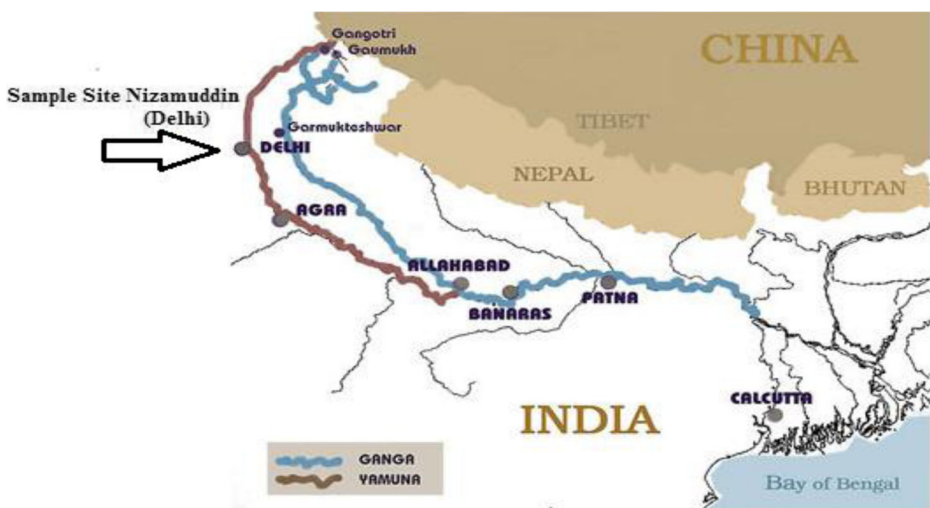 Gangotri
Gaumukh
CHINA
Sample Site Nizamuddin
(Delhi)
TIBET
Garmukteshwar
DELHI
NEPAL
BHUTAN
AGRA
ALLAHABAD
BANARAS
PATNA
CALCUTTA
INDIA
GANGA
YAMUNA
Bay of Bengal